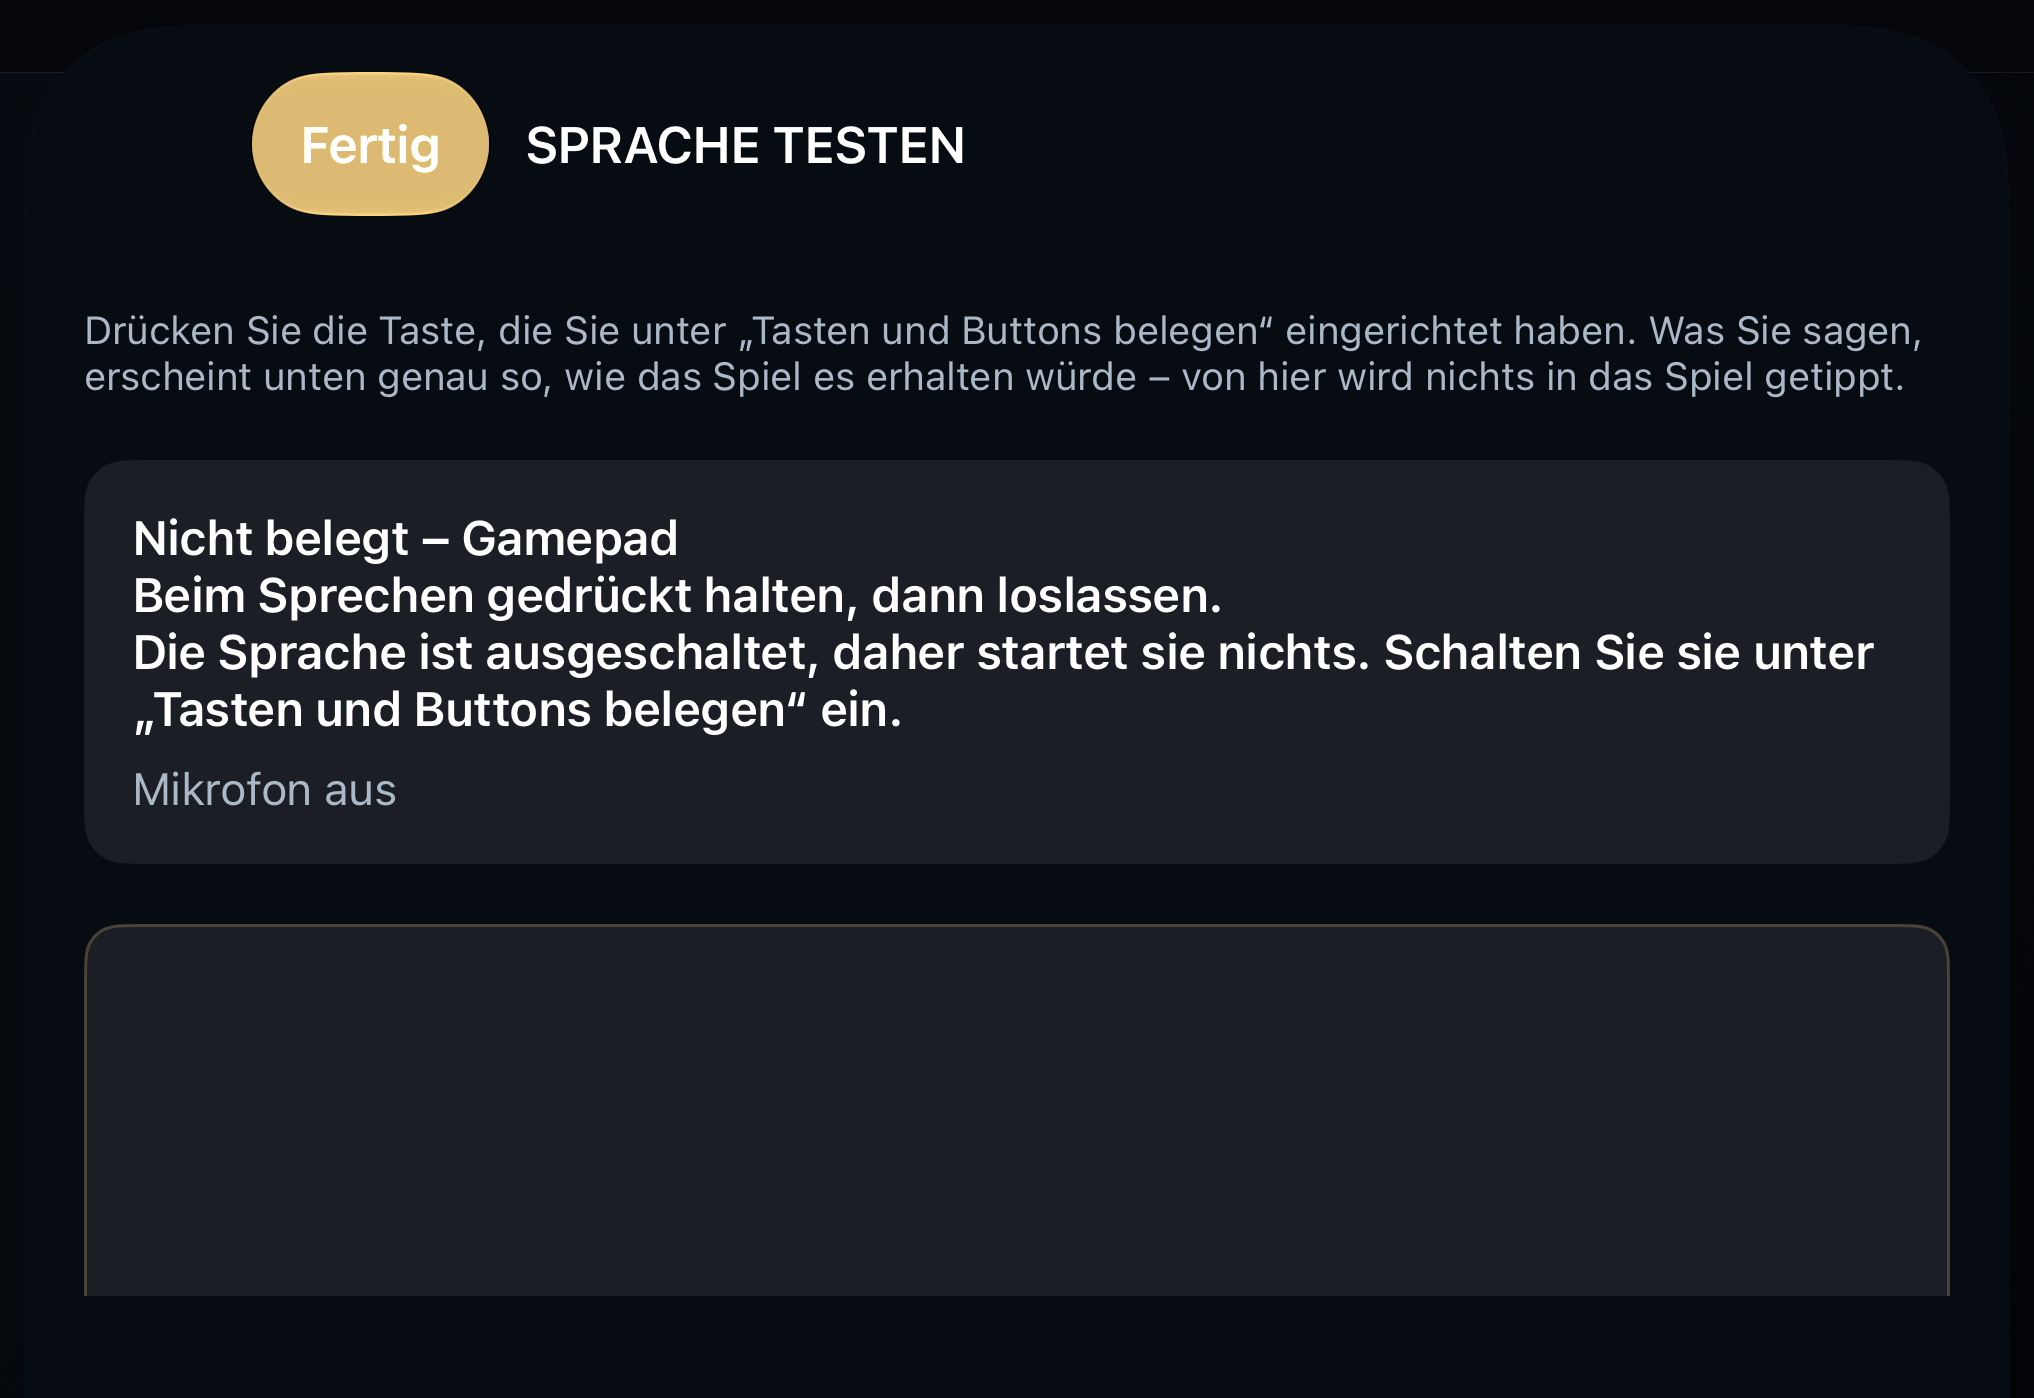 Fertig
SPRACHE TESTEN
Drücken Sie die Taste, die Sie unter „Tasten und Buttons belegen“ eingerichtet haben. Was Sie sagen,
erscheint unten genau so, wie das Spiel es erhalten würde – von hier wird nichts in das Spiel getippt.
Nicht belegt – Gamepad
Beim Sprechen gedrückt halten, dann loslassen.
Die Sprache ist ausgeschaltet, daher startet sie nichts. Schalten Sie sie unter
„Tasten und Buttons belegen“ ein.
Mikrofon aus